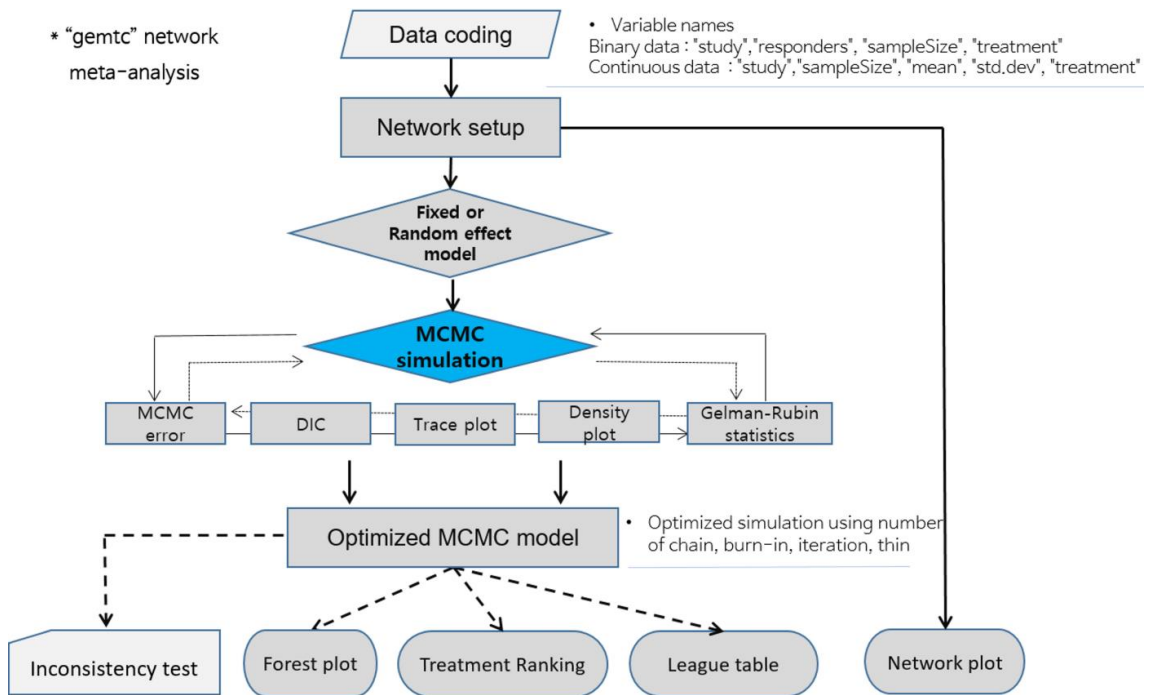 * “gemtc” network
meta-analysis
Data coding
• Variable names
Binary data : "study","responders", "sampleSize", "treatment"
Continuous data : "study","sampleSize", "mean", "std.dev", "treatment"
Network setup
Fixed or
Random effect
model
MCMC
simulation
MCMC
error
DIC
Trace plot
Density
plot
Gelman-Rubin
statistics
Optimized MCMC model
• Optimized simulation using number
of chain, burn-in, iteration, thin
Inconsistency test
Forest plot
Treatment Ranking
League table
Network plot